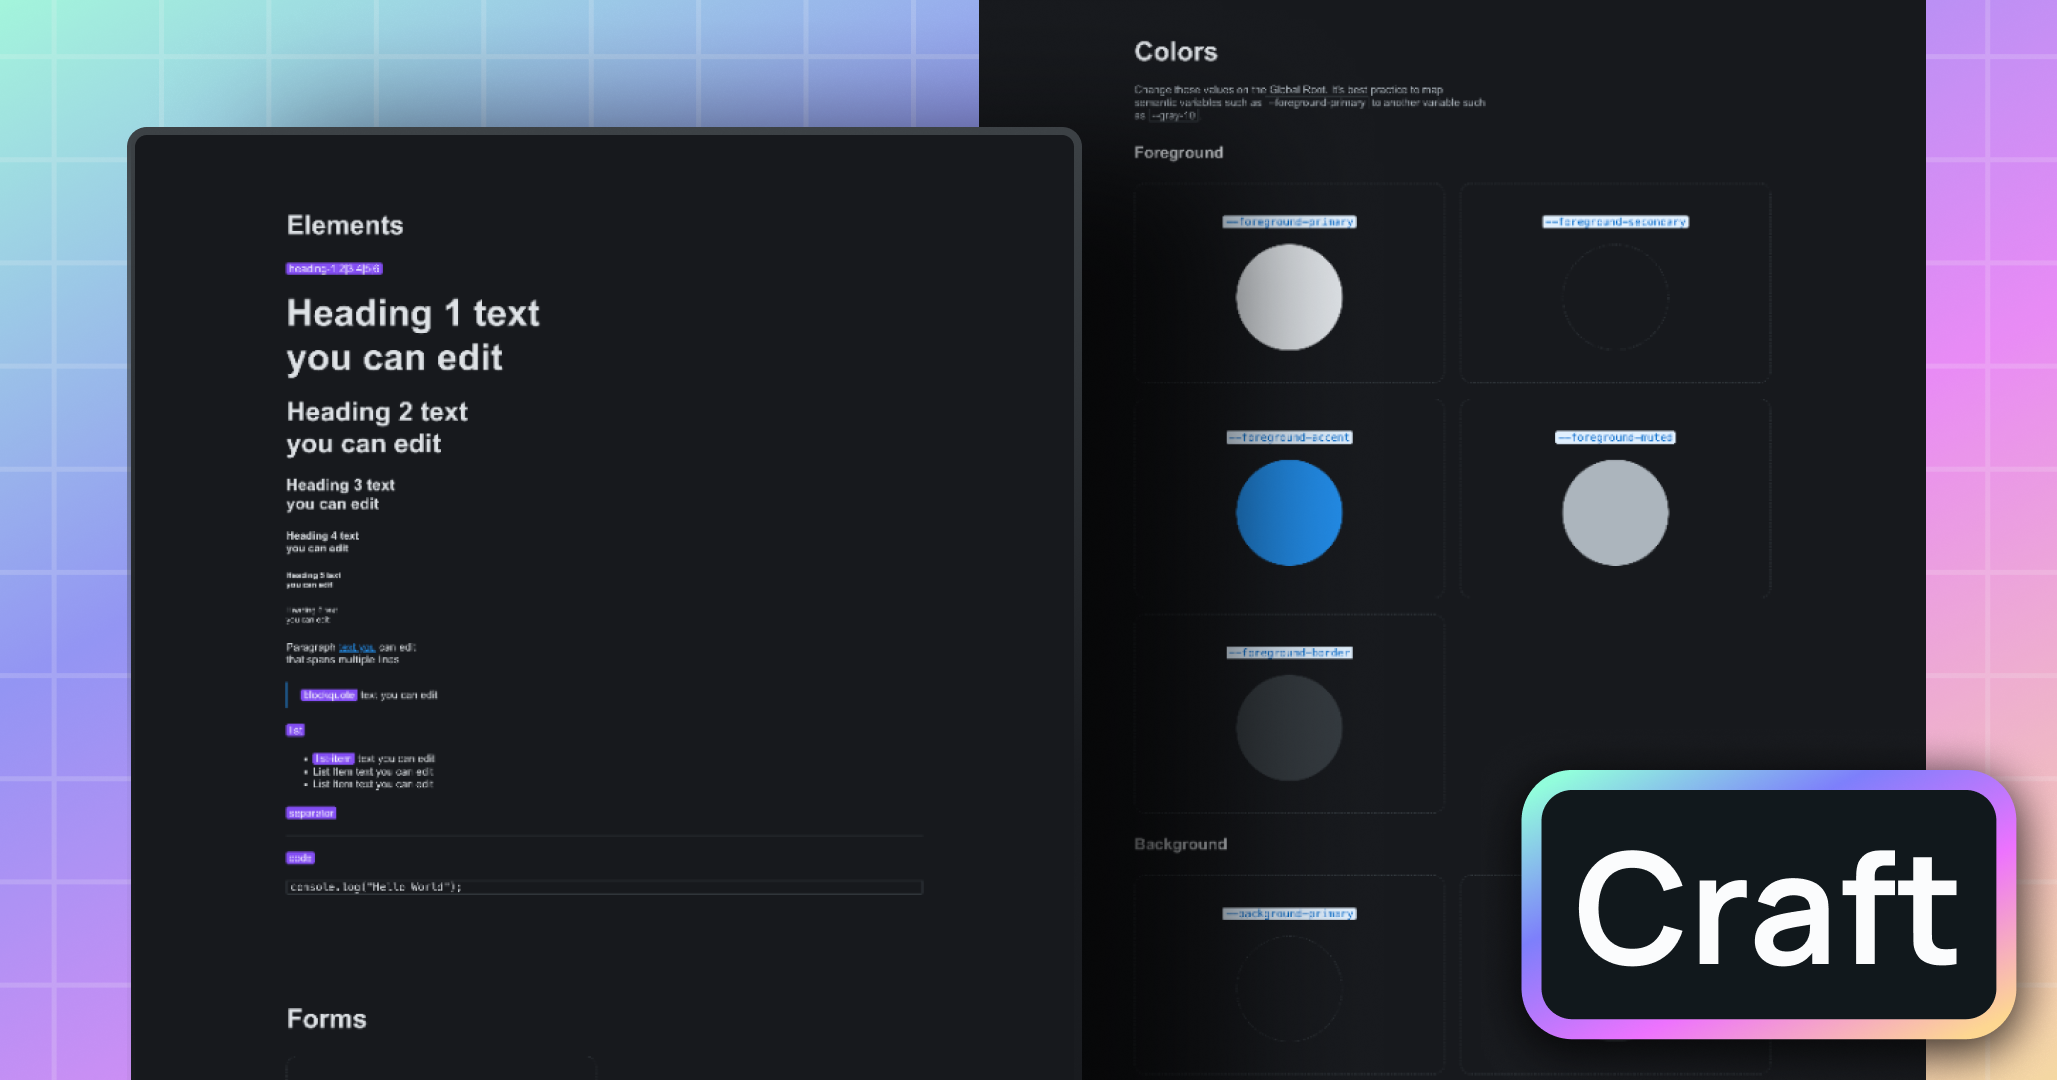 Elements
heading-1 2|3 4|5 6
Heading 1 text
you can edit
Heading 2 text
you can edit
Heading 3 text
you can edit
Heading 4 text
you can edit
Heading 5 text
you can edit
you can edit
Paragraph text you can edit
that spans multiple lines
blockquote text you can edit
list
list-item text you can edit
List Item text you can edit
List Item text you can edit
separator
code
console.log("Hello World");
Forms
Colors
Change these values on the Global Root. It's best practice to map
semantic variables such as --foreground-primary to another variable such
as --gray-10
Foreground
--foreground-primary
--foreground-secondary
--foreground-accent
--foreground-muted
--foreground-border
Background
--background-primary
Craft